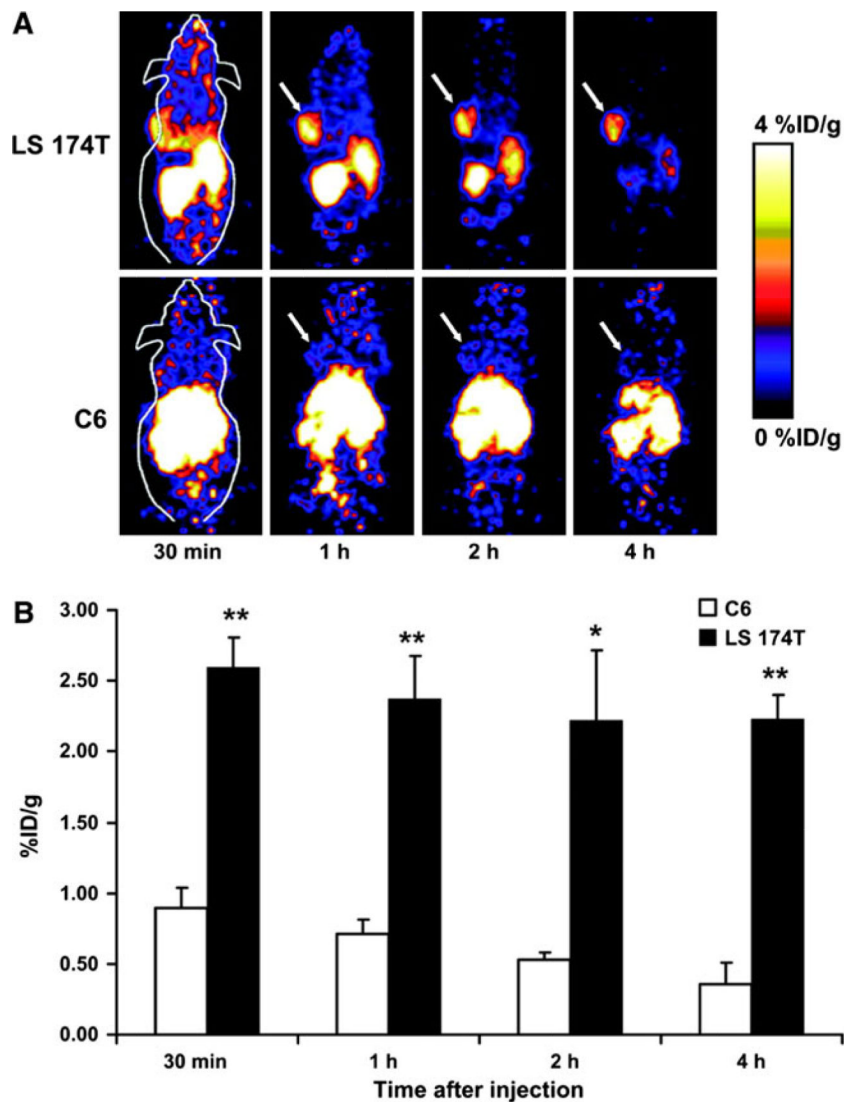 A
LS 174T
4 %ID/g
0 %ID/g
C6
30 min 1 h 2 h 4 h
B
3.00
2.50
2.00
1.50
1.00
0.50
0.00
%ID/g
C6
LS 174T
** ** * **
30 min 1 h 2 h 4 h
Time after injection